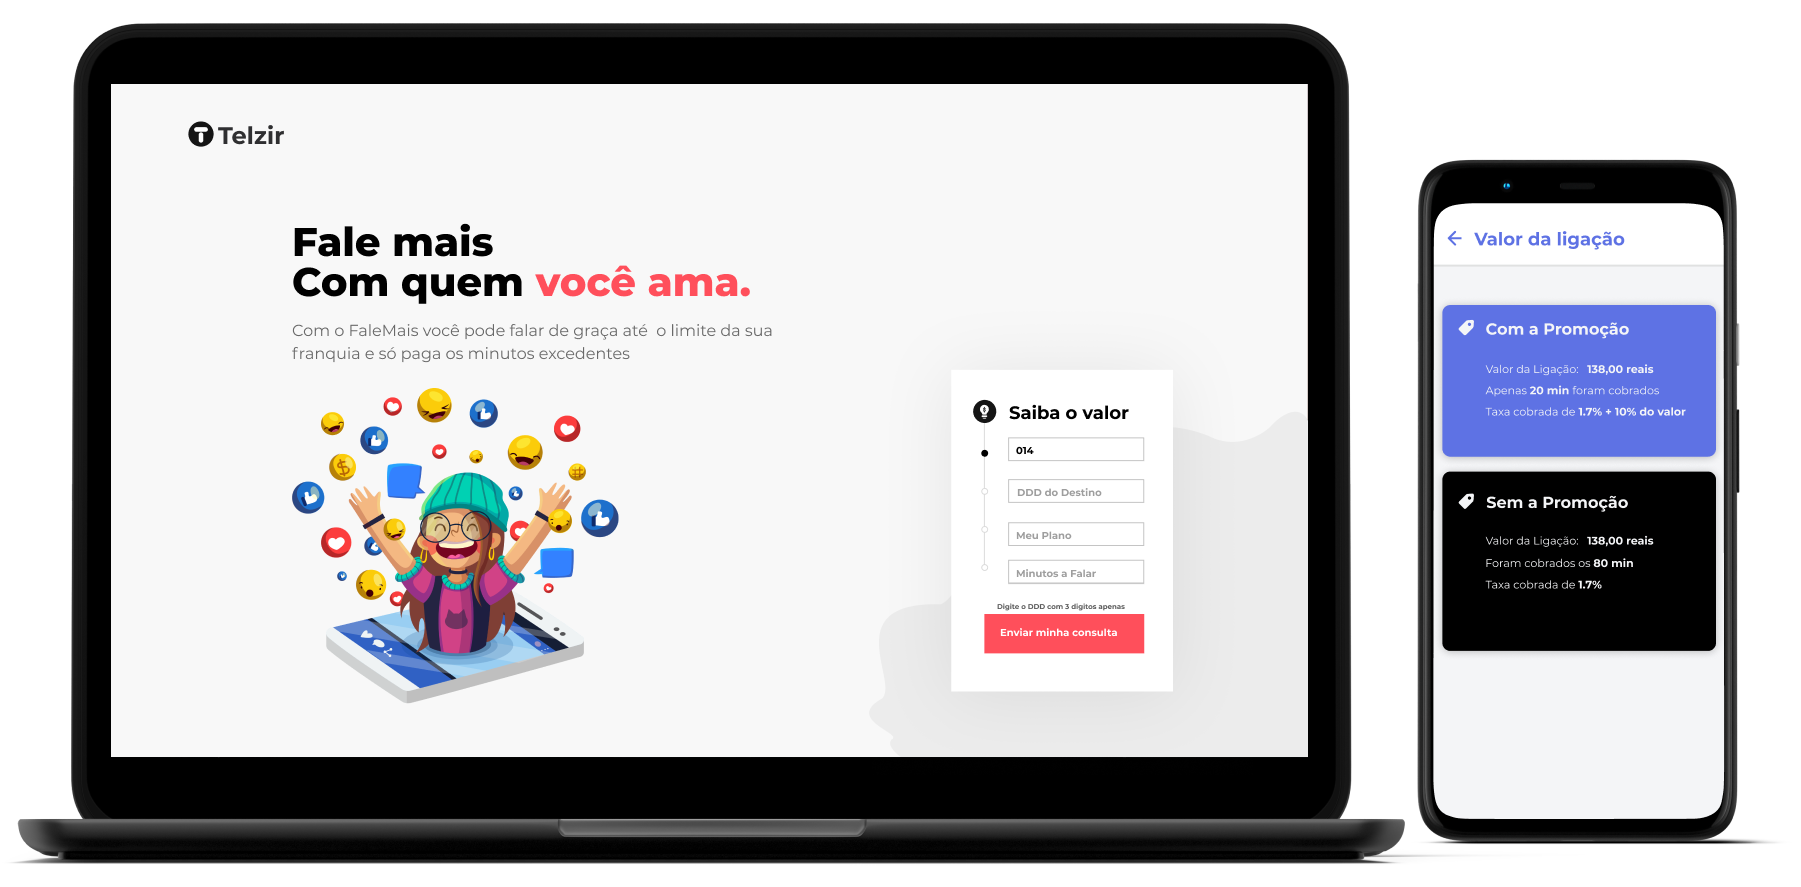 Telzir
Fale mais
Com quem você ama.
Com o FaleMais você pode falar de graça até o limite da sua
franquia e só paga os minutos excedentes
Saiba o valor
014
DDD do Destino
Meu Plano
Minutos a Falar
Digite o DDD com 3 digitos apenas
Enviar minha consulta
Valor da ligação
Com a Promoção
Valor da Ligação: 138,00 reais
Apenas 20 min foram cobrados
Taxa cobrada de 1.7% + 10% do valor
Sem a Promoção
Valor da Ligação: 138,00 reais
Foram cobrados os 80 min
Taxa cobrada de 1.7%